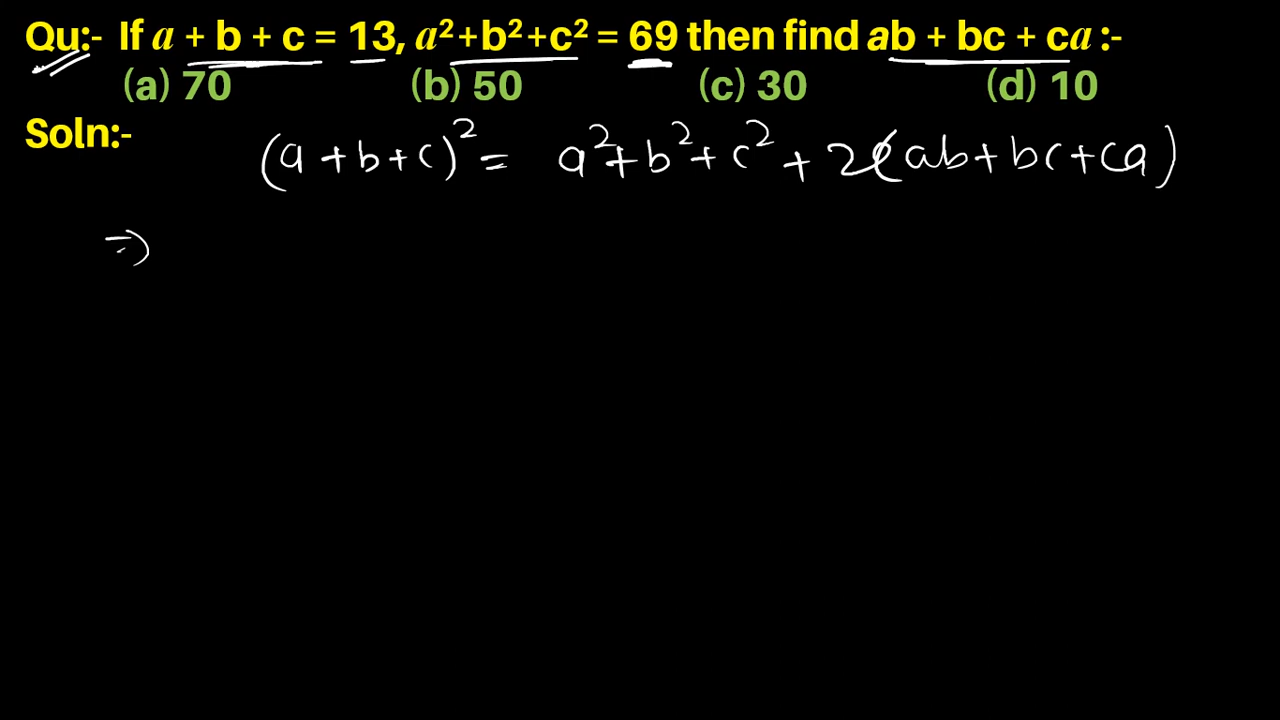 Qu:- If a + b + c = 13, a²+b²+c² = 69 then find ab + bc + ca :-
(a) 70 (b) 50 (c) 30 (d) 10
Soln:- (a + b + c)² = a² + b² + c² + 2(ab + bc + ca)
⇒